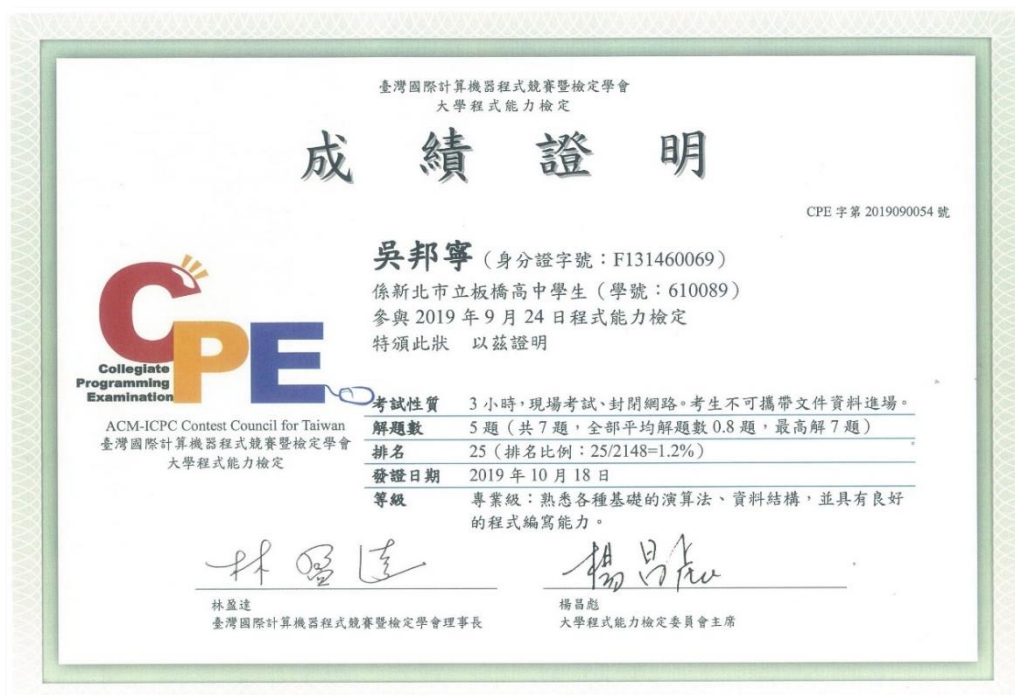 臺灣國際計算機器程式競賽暨檢定學會
大學程式能力檢定
成績證明
CPE 字第 2019090054 號
吳邦寧（身分證字號：F131460069）
係新北市立板橋高中學生（學號：610089）
參與 2019 年 9 月 24 日程式能力檢定
特頒此狀 以茲證明
CPE
Collegiate
Programming
Examination
ACM-ICPC Contest Council for Taiwan
臺灣國際計算機器程式競賽暨檢定學會
大學程式能力檢定
考試性質 3 小時，現場考試、封閉網路。考生不可攜帶文件資料進場。
解題數 5 題（共 7 題，全部平均解題數 0.8 題，最高解 7 題）
排名 25（排名比例：25/2148=1.2%）
發證日期 2019 年 10 月 18 日
等級 專業級：熟悉各種基礎的演算法、資料結構，並具有良好
的程式編寫能力。
林盈達 楊昌彪
林盈達
臺灣國際計算機器程式競賽暨檢定學會理事長
楊昌彪
大學程式能力檢定委員會主席